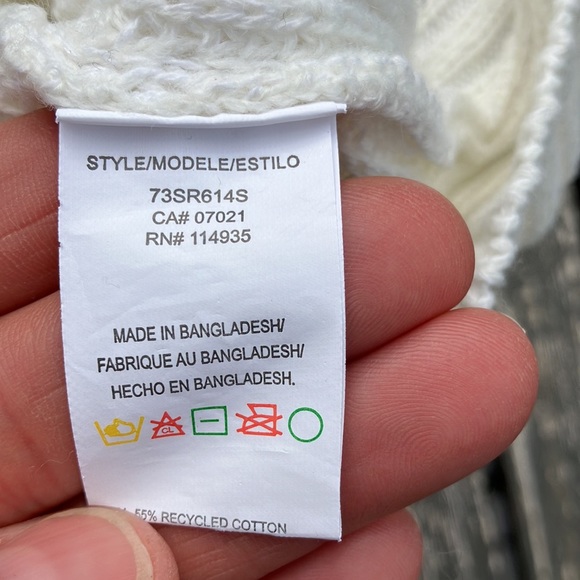 STYLE/MODELE/ESTILO
73SR614S
CA# 07021
RN# 114935
MADE IN BANGLADESH/
FABRIQUE AU BANGLADESH/
HECHO EN BANGLADESH.
CL
55% RECYCLED COTTON